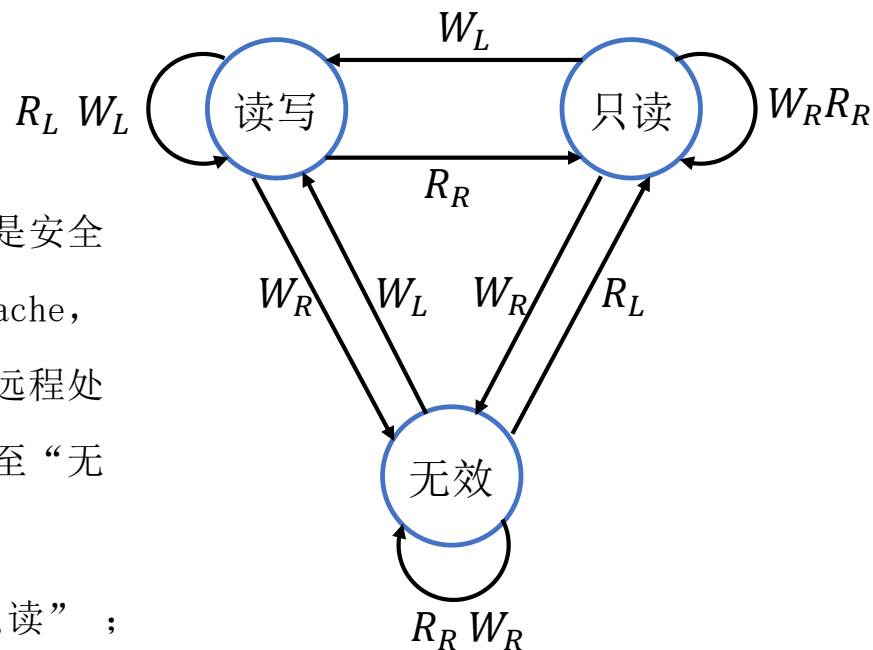 W_L
读写
只读
R_L W_L
W_R R_R
R_R
是安全
W_R
W_L
W_R
R_L
ache，
远程处
至“无
无效
读”；
R_R W_R